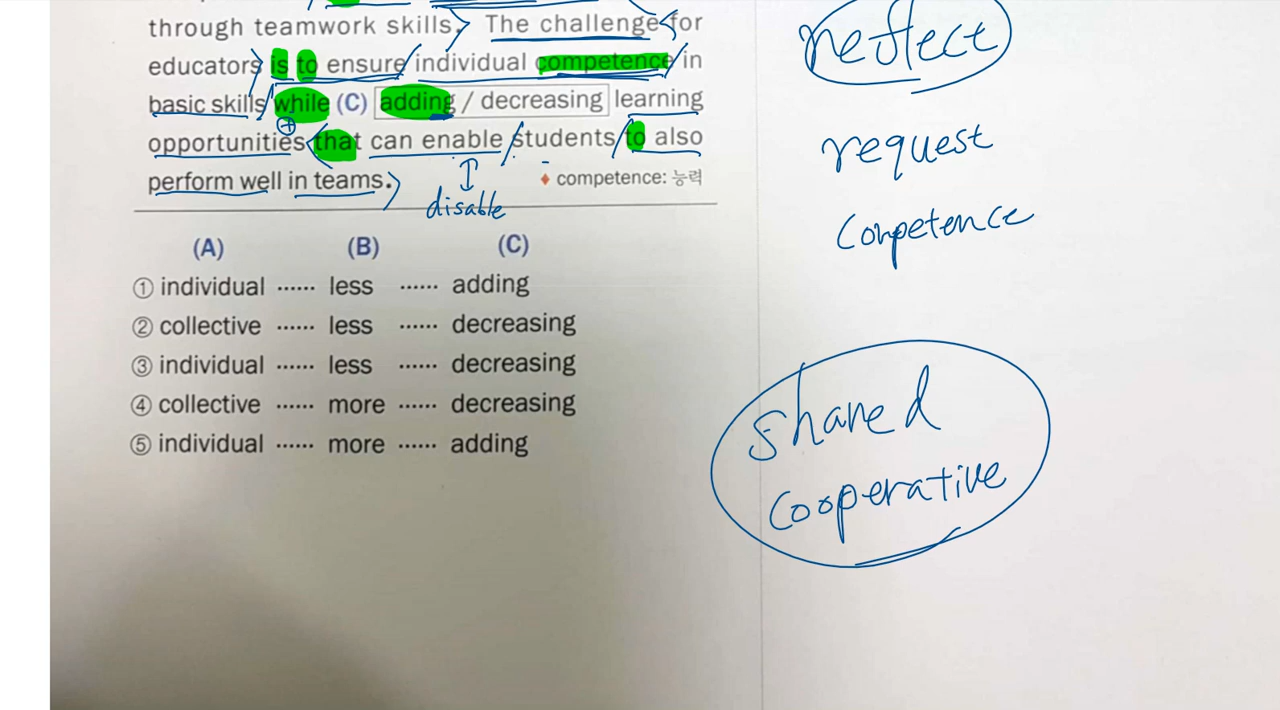 through teamwork skills. The challenge for
educators is to ensure individual competence in
basic skills while (C) adding / decreasing learning
opportunities that can enable students to also
perform well in teams.
♦ competence: 능력
disable
(A) (B) (C)
① individual ...... less ...... adding
② collective ...... less ...... decreasing
③ individual ...... less ...... decreasing
④ collective ...... more ...... decreasing
⑤ individual ...... more ...... adding
reflect
request
competence
shared
cooperative